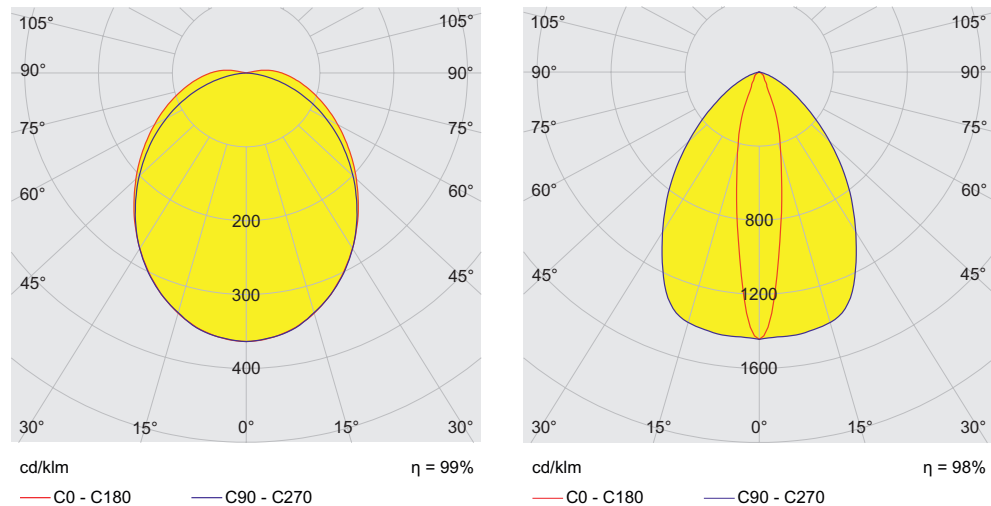 105° 105° 105° 105°
90° 90° 90° 90°
75° 75° 75° 75°
60° 60° 60° 60°
200 800
45° 45° 45° 45°
300 1200
400 1600
30° 15° 0° 15° 30° 30° 15° 0° 15° 30°
cd/klm η = 99% cd/klm η = 98%
C0 - C180 C90 - C270 C0 - C180 C90 - C270